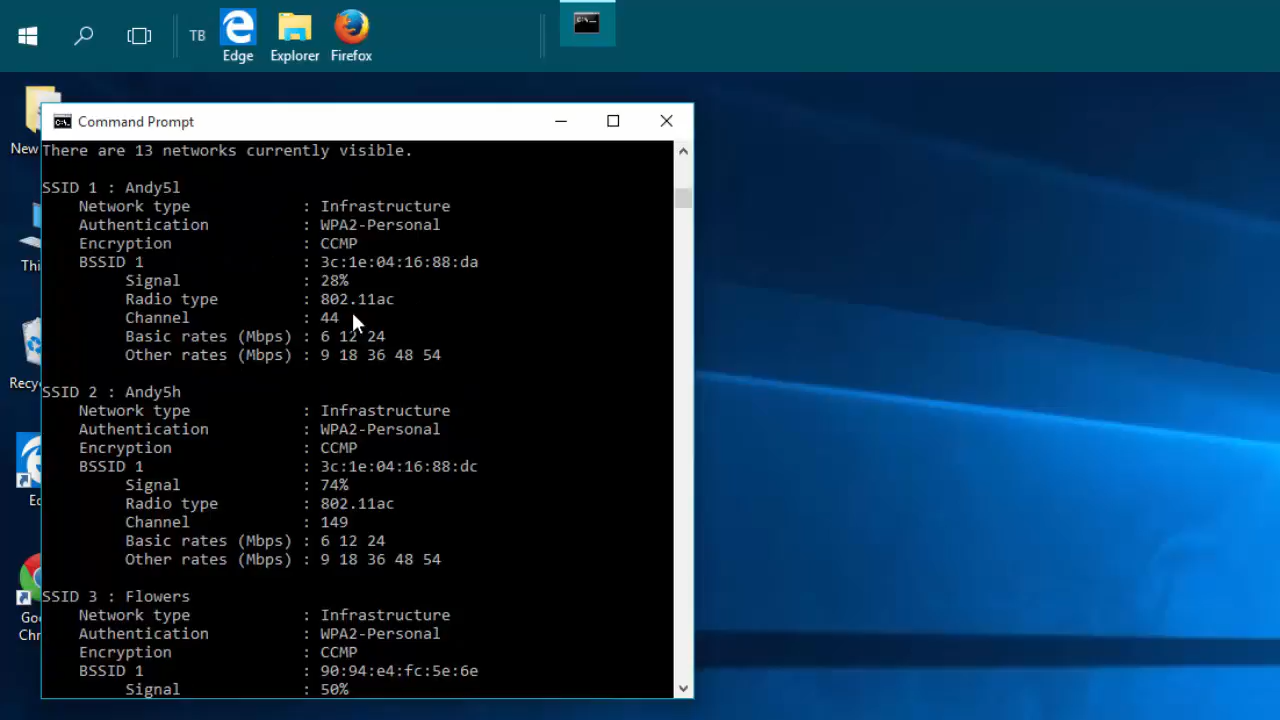 TB
Edge
Explorer
Firefox
New
Thi
Recyc
Ed
Goo
Chr
Command Prompt
There are 13 networks currently visible.
SSID 1 : Andy5l
Network type : Infrastructure
Authentication : WPA2-Personal
Encryption : CCMP
BSSID 1 : 3c:1e:04:16:88:da
Signal : 28%
Radio type : 802.11ac
Channel : 44
Basic rates (Mbps) : 6 12 24
Other rates (Mbps) : 9 18 36 48 54
SSID 2 : Andy5h
Network type : Infrastructure
Authentication : WPA2-Personal
Encryption : CCMP
BSSID 1 : 3c:1e:04:16:88:dc
Signal : 74%
Radio type : 802.11ac
Channel : 149
Basic rates (Mbps) : 6 12 24
Other rates (Mbps) : 9 18 36 48 54
SSID 3 : Flowers
Network type : Infrastructure
Authentication : WPA2-Personal
Encryption : CCMP
BSSID 1 : 90:94:e4:fc:5e:6e
Signal : 50%